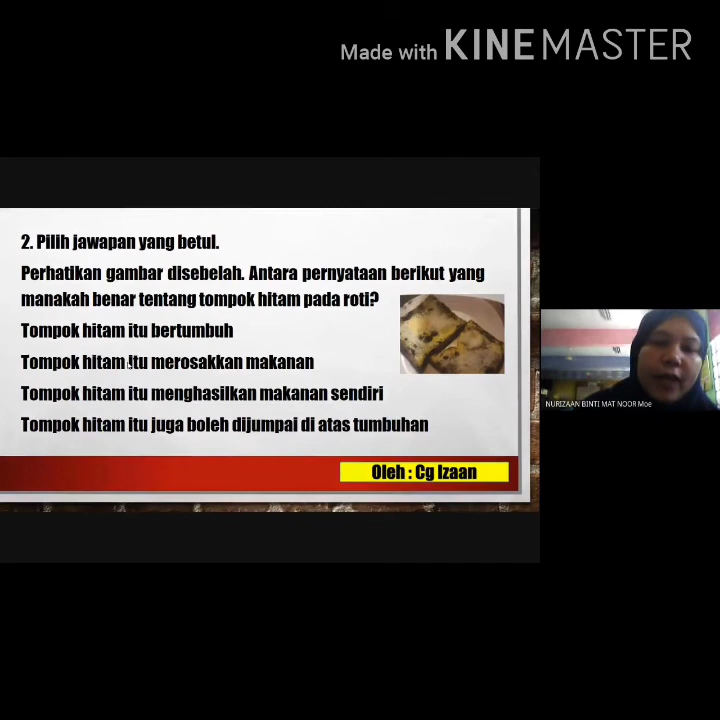 Made with KINEMASTER
2. Pilih jawapan yang betul.
Perhatikan gambar disebelah. Antara pernyataan berikut yang
manakah benar tentang tompok hitam pada roti?
Tompok hitam itu bertumbuh
Tompok hitam itu merosakkan makanan
Tompok hitam itu menghasilkan makanan sendiri
Tompok hitam itu juga boleh dijumpai di atas tumbuhan
Oleh : Cg Izaan
NURIZAAN BINTI MAT NOOR Moe